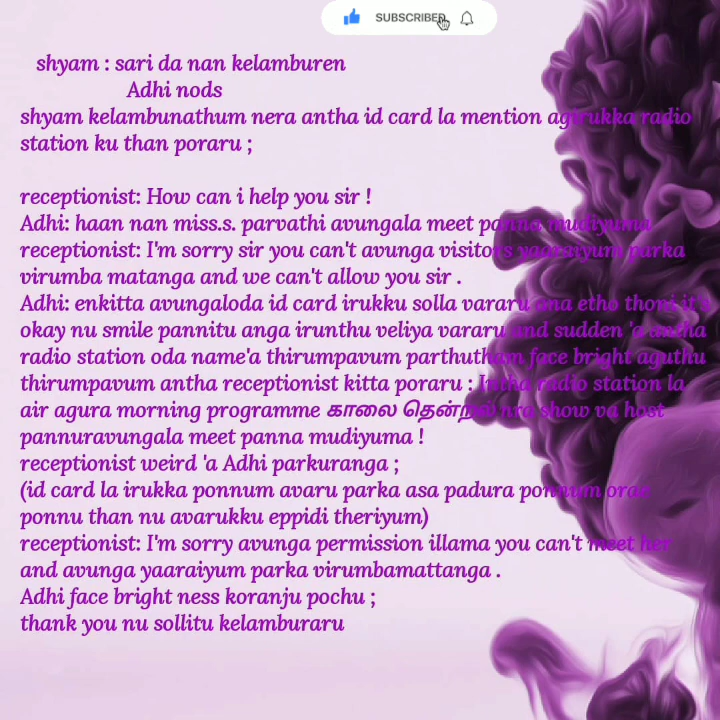 SUBSCRIBED
shyam : sari da nan kelamburen
Adhi nods
shyam kelambunathum nera antha id card la mention agirukka radio
station ku than poraru ;
receptionist: How can i help you sir !
Adhi: haan nan miss.s. parvathi avungala meet panna mudiyuma
receptionist: I'm sorry sir you can't avunga visitors yaaraiyum parka
virumba matanga and we can't allow you sir .
Adhi: enkitta avungaloda id card irukku solla vararu ana etho thoni it's
okay nu smile pannitu anga irunthu veliya vararu and sudden 'a antha
radio station oda name'a thirumpavum parthutham face bright aguthu
thirumpavum antha receptionist kitta poraru : Intha radio station la
air agura morning programme காலை தென்றல் nra show va host
pannuravungala meet panna mudiyuma !
receptionist weird 'a Adhi parkuranga ;
(id card la irukka ponnum avaru parka asa padura ponnum orae
ponnu than nu avarukku eppidi theriyum)
receptionist: I'm sorry avunga permission illama you can't meet her
and avunga yaaraiyum parka virumbamattanga .
Adhi face bright ness koranju pochu ;
thank you nu sollitu kelamburaru